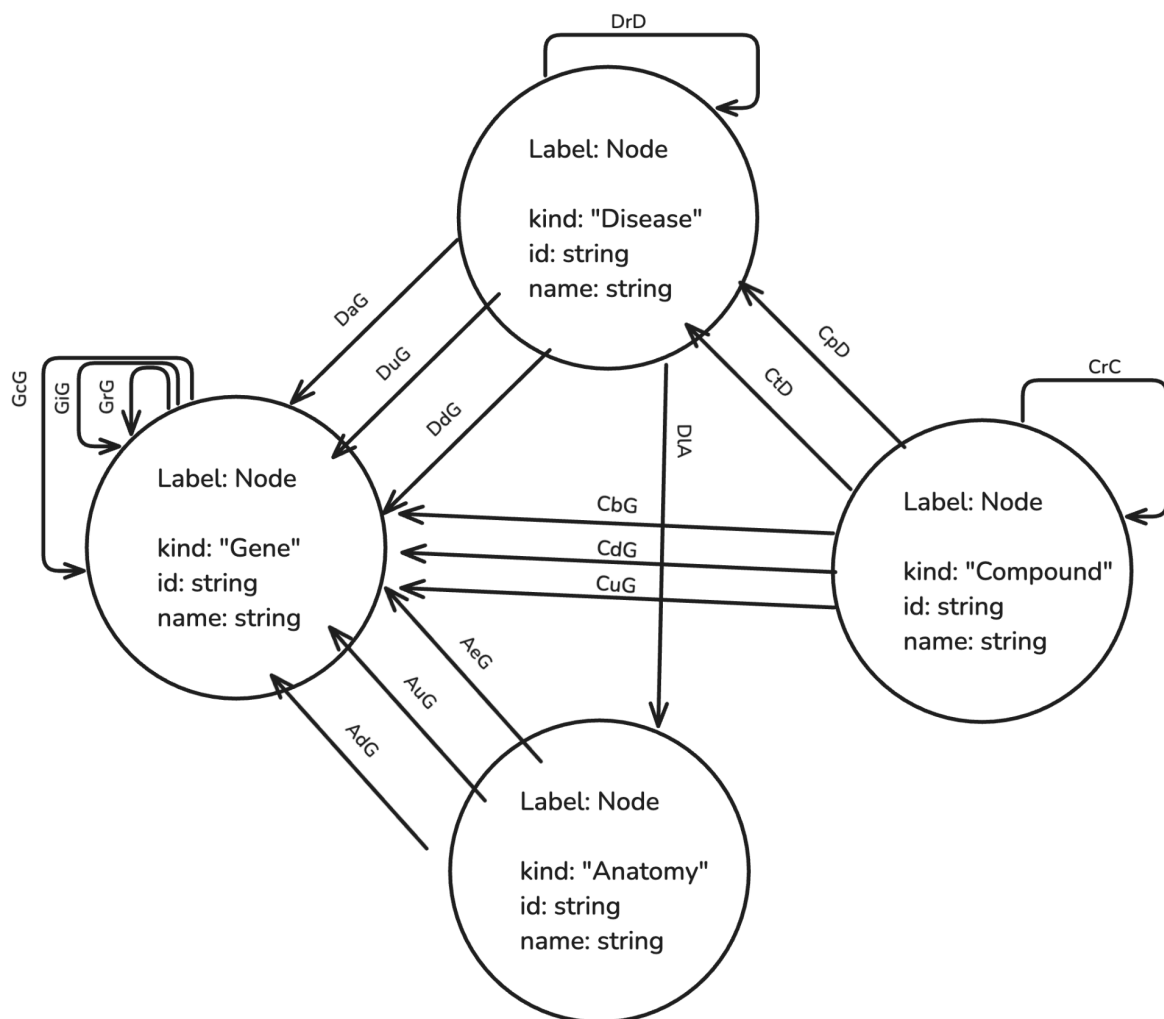 DrD
Label: Node
kind: "Disease"
id: string
name: string
DaG
DuG
DdG
CpD
CtD
DlA
CrC
GcG
GiG
GrG
Label: Node
kind: "Gene"
id: string
name: string
CbG
CdG
CuG
Label: Node
kind: "Compound"
id: string
name: string
AeG
AuG
AdG
Label: Node
kind: "Anatomy"
id: string
name: string